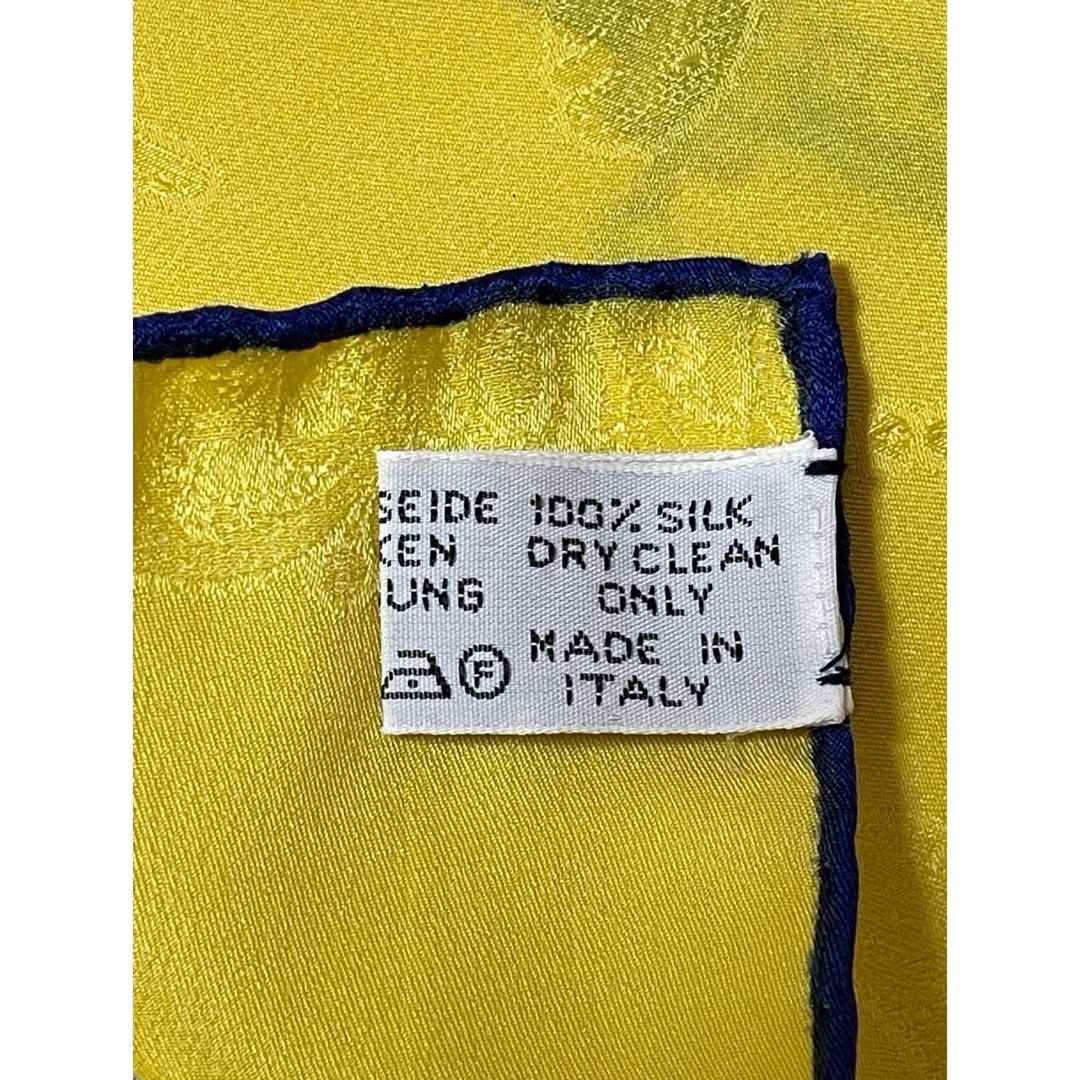 SEIDE 100% SILK
KEN DRY CLEAN
UNG ONLY
MADE IN
F ITALY